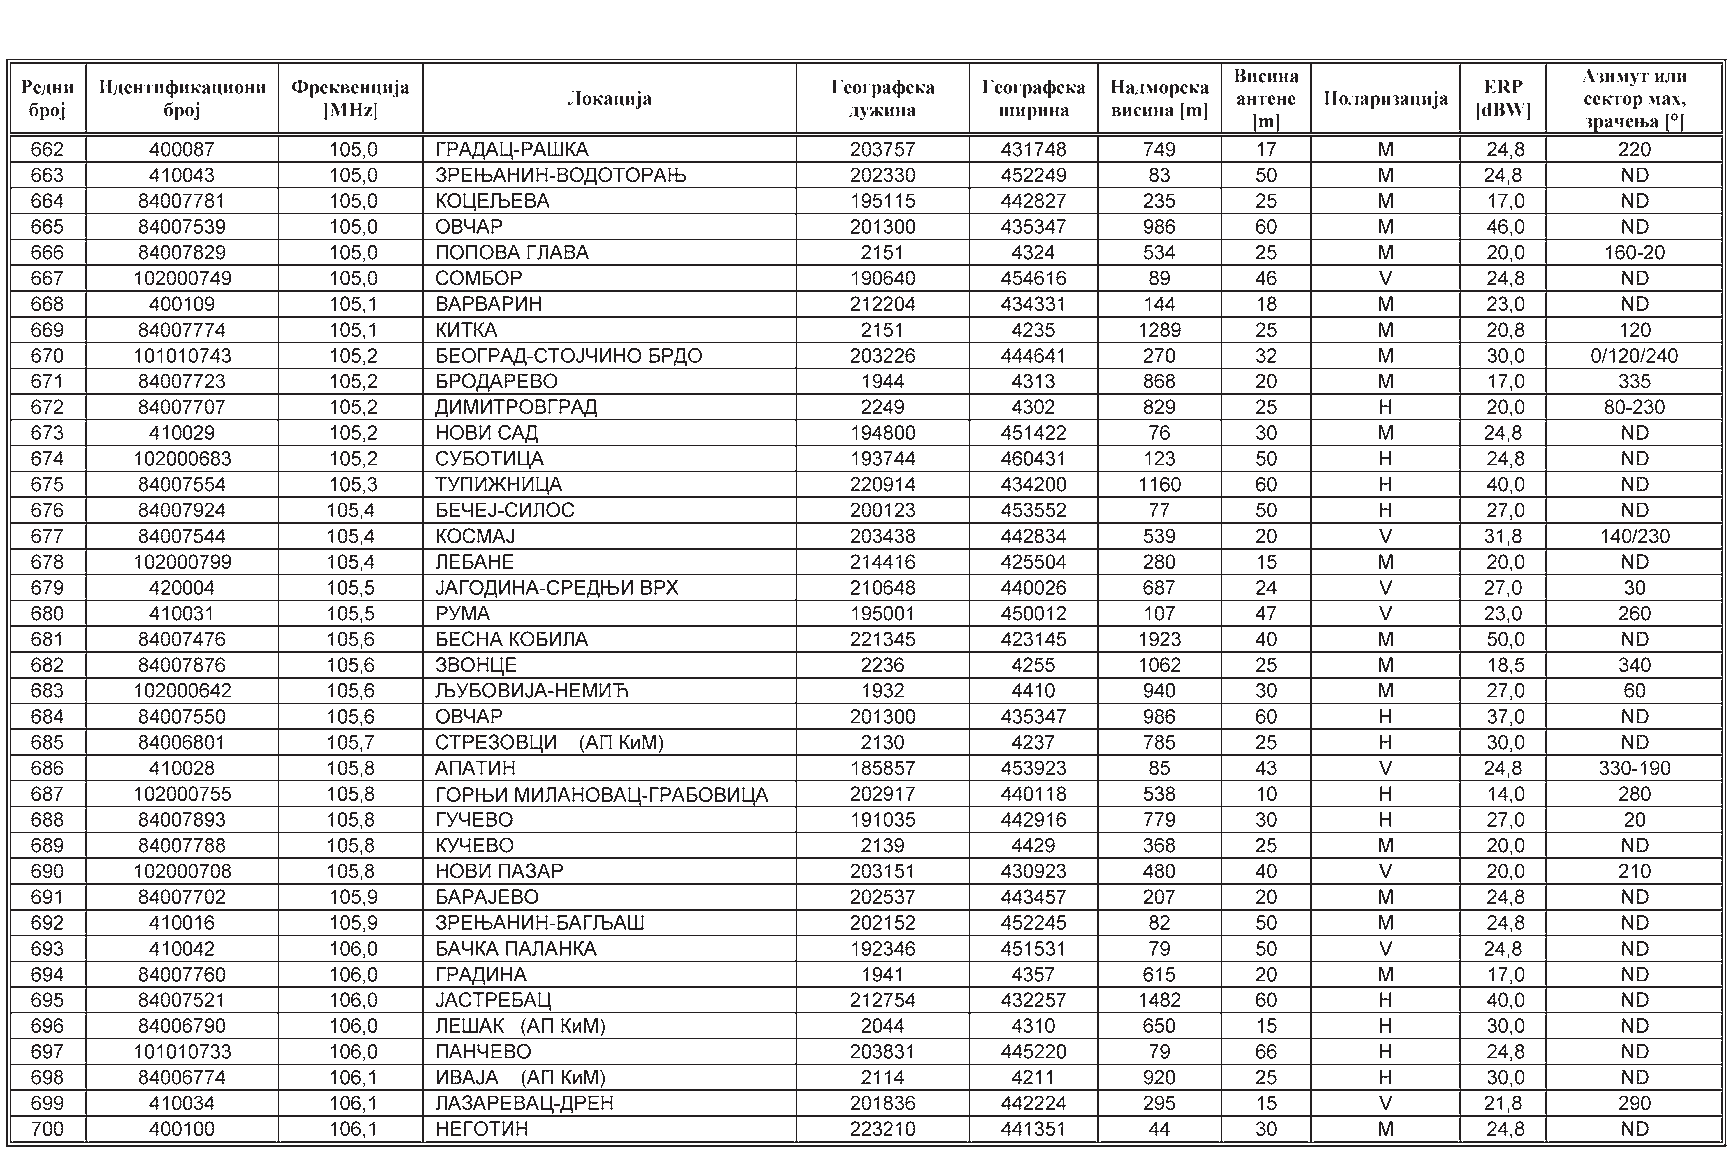 Редни број Идентификациони број Фреквенција [MHz] Локација Географска дужина Географска ширина Надморска висина [m] Висина антене [m] Поларизација ERP [dBW] Азимут или сектор мах, зрачења [°]
662 400087 105,0 ГРАДАЦ-РАШКА 203757 431748 749 17 M 24,8 220
663 410043 105,0 ЗРЕЊАНИН-ВОДОТОРАЊ 202330 452249 83 50 M 24,8 ND
664 84007781 105,0 КОЦЕЉЕВА 195115 442827 235 25 M 17,0 ND
665 84007539 105,0 ОВЧАР 201300 435347 986 60 M 46,0 ND
666 84007829 105,0 ПОПОВА ГЛАВА 2151 4324 534 25 M 20,0 160-20
667 102000749 105,0 СОМБОР 190640 454616 89 46 V 24,8 ND
668 400109 105,1 ВАРВАРИН 212204 434331 144 18 M 23,0 ND
669 84007774 105,1 КИТКА 2151 4235 1289 25 M 20,8 120
670 101010743 105,2 БЕОГРАД-СТОЈЧИНО БРДО 203226 444641 270 32 M 30,0 0/120/240
671 84007723 105,2 БРОДАРЕВО 1944 4313 868 20 M 17,0 335
672 84007707 105,2 ДИМИТРОВГРАД 2249 4302 829 25 H 20,0 80-230
673 410029 105,2 НОВИ САД 194800 451422 76 30 M 24,8 ND
674 102000683 105,2 СУБОТИЦА 193744 460431 123 50 H 24,8 ND
675 84007554 105,3 ТУПИЖНИЦА 220914 434200 1160 60 H 40,0 ND
676 84007924 105,4 БЕЧЕЈ-СИЛОС 200123 453552 77 50 H 27,0 ND
677 84007544 105,4 КОСМАЈ 203438 442834 539 20 V 31,8 140/230
678 102000799 105,4 ЛЕБАНЕ 214416 425504 280 15 M 20,0 ND
679 420004 105,5 ЈАГОДИНА-СРЕДЊИ ВРХ 210648 440026 687 24 V 27,0 30
680 410031 105,5 РУМА 195001 450012 107 47 V 23,0 260
681 84007476 105,6 БЕСНА КОБИЛА 221345 423145 1923 40 M 50,0 ND
682 84007876 105,6 ЗВОНЦЕ 2236 4255 1062 25 M 18,5 340
683 102000642 105,6 ЉУБОВИЈА-НЕМИЋ 1932 4410 940 30 M 27,0 60
684 84007550 105,6 ОВЧАР 201300 435347 986 60 H 37,0 ND
685 84006801 105,7 СТРЕЗОВЦИ (АП КиМ) 2130 4237 785 25 H 30,0 ND
686 410028 105,8 АПАТИН 185857 453923 85 43 V 24,8 330-190
687 102000755 105,8 ГОРЊИ МИЛАНОВАЦ-ГРАБОВИЦА 202917 440118 538 10 H 14,0 280
688 84007893 105,8 ГУЧЕВО 191035 442916 779 30 H 27,0 20
689 84007788 105,8 КУЧЕВО 2139 4429 368 25 M 20,0 ND
690 102000708 105,8 НОВИ ПАЗАР 203151 430923 480 40 V 20,0 210
691 84007702 105,9 БАРАЈЕВО 202537 443457 207 20 M 24,8 ND
692 410016 105,9 ЗРЕЊАНИН-БАГЉАШ 202152 452245 82 50 M 24,8 ND
693 410042 106,0 БАЧКА ПАЛАНКА 192346 451531 79 50 V 24,8 ND
694 84007760 106,0 ГРАДИНА 1941 4357 615 20 M 17,0 ND
695 84007521 106,0 ЈАСТРЕБАЦ 212754 432257 1482 60 H 40,0 ND
696 84006790 106,0 ЛЕШАК (АП КиМ) 2044 4310 650 15 H 30,0 ND
697 101010733 106,0 ПАНЧЕВО 203831 445220 79 66 H 24,8 ND
698 84006774 106,1 ИВАЈА (АП КиМ) 2114 4211 920 25 H 30,0 ND
699 410034 106,1 ЛАЗАРЕВАЦ-ДРЕН 201836 442224 295 15 V 21,8 290
700 400100 106,1 НЕГОТИН 223210 441351 44 30 M 24,8 ND